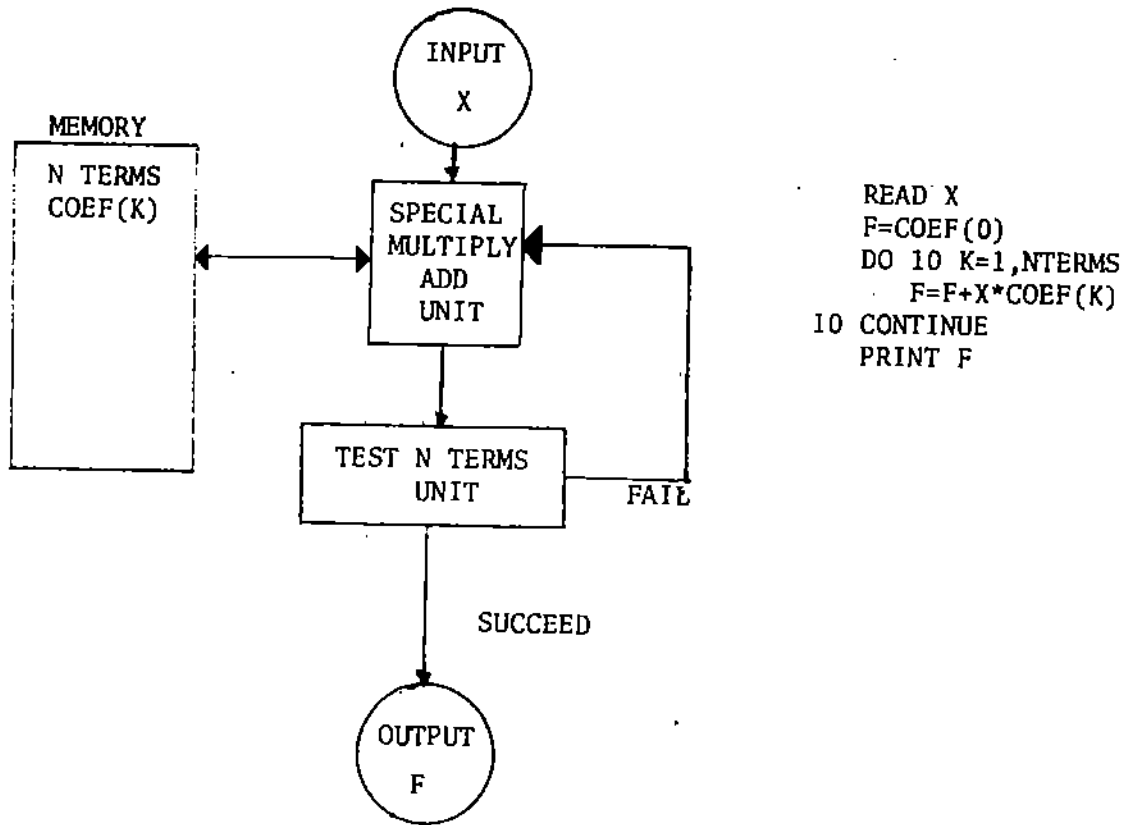 INPUT
X
MEMORY
N TERMS
COEF(K)
SPECIAL
MULTIPLY
ADD
UNIT
TEST N TERMS
UNIT
FAIL
SUCCEED
OUTPUT
F
READ X
F=COEF(0)
DO 10 K=1,NTERMS
F=F+X*COEF(K)
10 CONTINUE
PRINT F